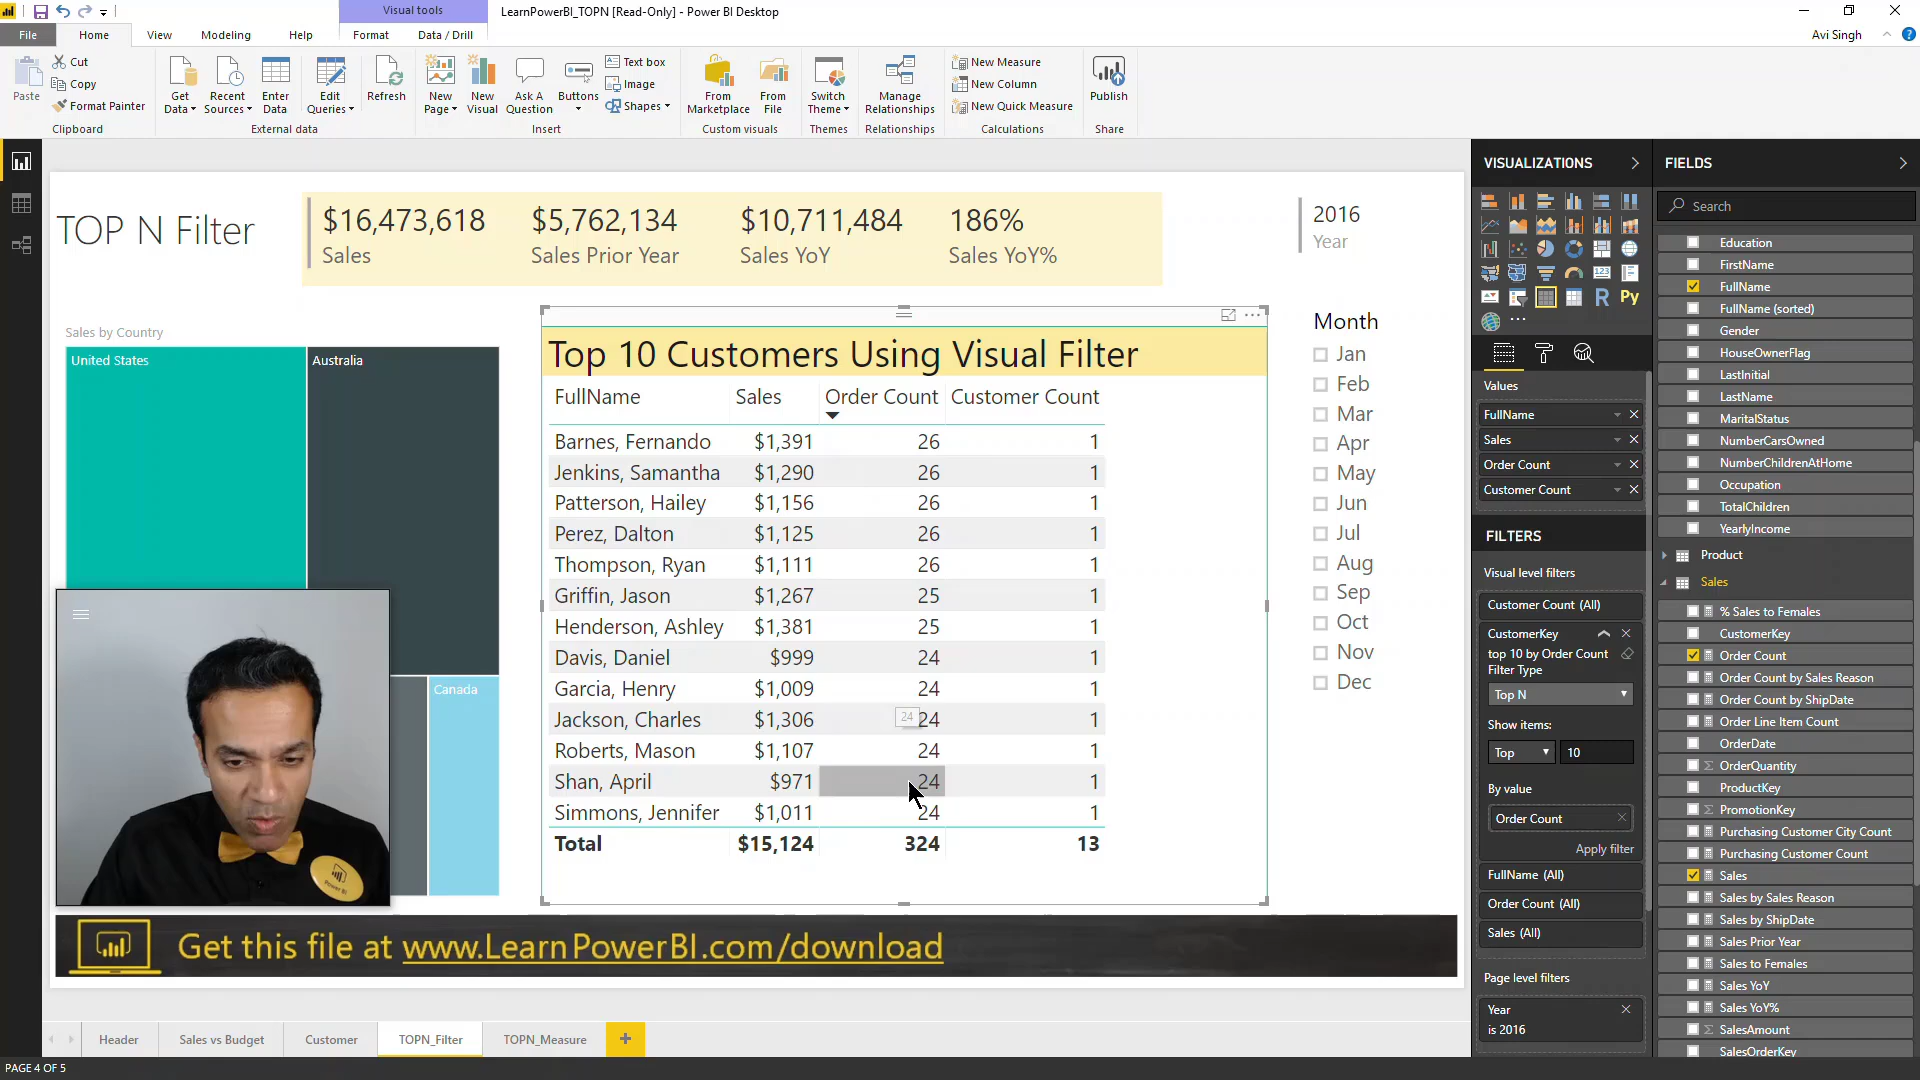 Visual tools
LearnPowerBI_TOPN [Read-Only] - Power BI Desktop
File
Home
View
Modeling
Help
Format
Data / Drill
Avi Singh
Paste
Cut
Copy
Format Painter
Clipboard
Get Data
Recent Sources
Enter Data
Edit Queries
Refresh
External data
New Page
New Visual
Ask A Question
Buttons
Text box
Image
Shapes
Insert
From Marketplace
From File
Custom visuals
Switch Theme
Themes
Manage Relationships
Relationships
New Measure
New Column
New Quick Measure
Calculations
Publish
Share
TOP N Filter
$16,473,618
Sales
$5,762,134
Sales Prior Year
$10,711,484
Sales YoY
186%
Sales YoY%
2016
Year
Sales by Country
United States
Australia
Canada
Power BI
Top 10 Customers Using Visual Filter
FullName Sales Order Count Customer Count
Barnes, Fernando $1,391 26 1
Jenkins, Samantha $1,290 26 1
Patterson, Hailey $1,156 26 1
Perez, Dalton $1,125 26 1
Thompson, Ryan $1,111 26 1
Griffin, Jason $1,267 25 1
Henderson, Ashley $1,381 25 1
Davis, Daniel $999 24 1
Garcia, Henry $1,009 24 1
Jackson, Charles $1,306 24 24 1
Roberts, Mason $1,107 24 1
Shan, April $971 24 1
Simmons, Jennifer $1,011 24 1
Total $15,124 324 13
Month
Jan
Feb
Mar
Apr
May
Jun
Jul
Aug
Sep
Oct
Nov
Dec
Get this file at www.LearnPowerBI.com/download
Header
Sales vs Budget
Customer
TOPN_Filter
TOPN_Measure
PAGE 4 OF 5
VISUALIZATIONS
123
R
Py
Values
FullName
Sales
Order Count
Customer Count
FILTERS
Visual level filters
Customer Count (All)
CustomerKey
top 10 by Order Count
Filter Type
Top N
Show items:
Top 10
By value
Order Count
Apply filter
FullName (All)
Order Count (All)
Sales (All)
Page level filters
Year
is 2016
FIELDS
Search
Education
FirstName
FullName
FullName (sorted)
Gender
HouseOwnerFlag
LastInitial
LastName
MaritalStatus
NumberCarsOwned
NumberChildrenAtHome
Occupation
TotalChildren
YearlyIncome
Product
Sales
% Sales to Females
CustomerKey
Order Count
Order Count by Sales Reason
Order Count by ShipDate
Order Line Item Count
OrderDate
OrderQuantity
ProductKey
PromotionKey
Purchasing Customer City Count
Purchasing Customer Count
Sales
Sales by Sales Reason
Sales by ShipDate
Sales Prior Year
Sales to Females
Sales YoY
Sales YoY%
SalesAmount
SalesOrderKey